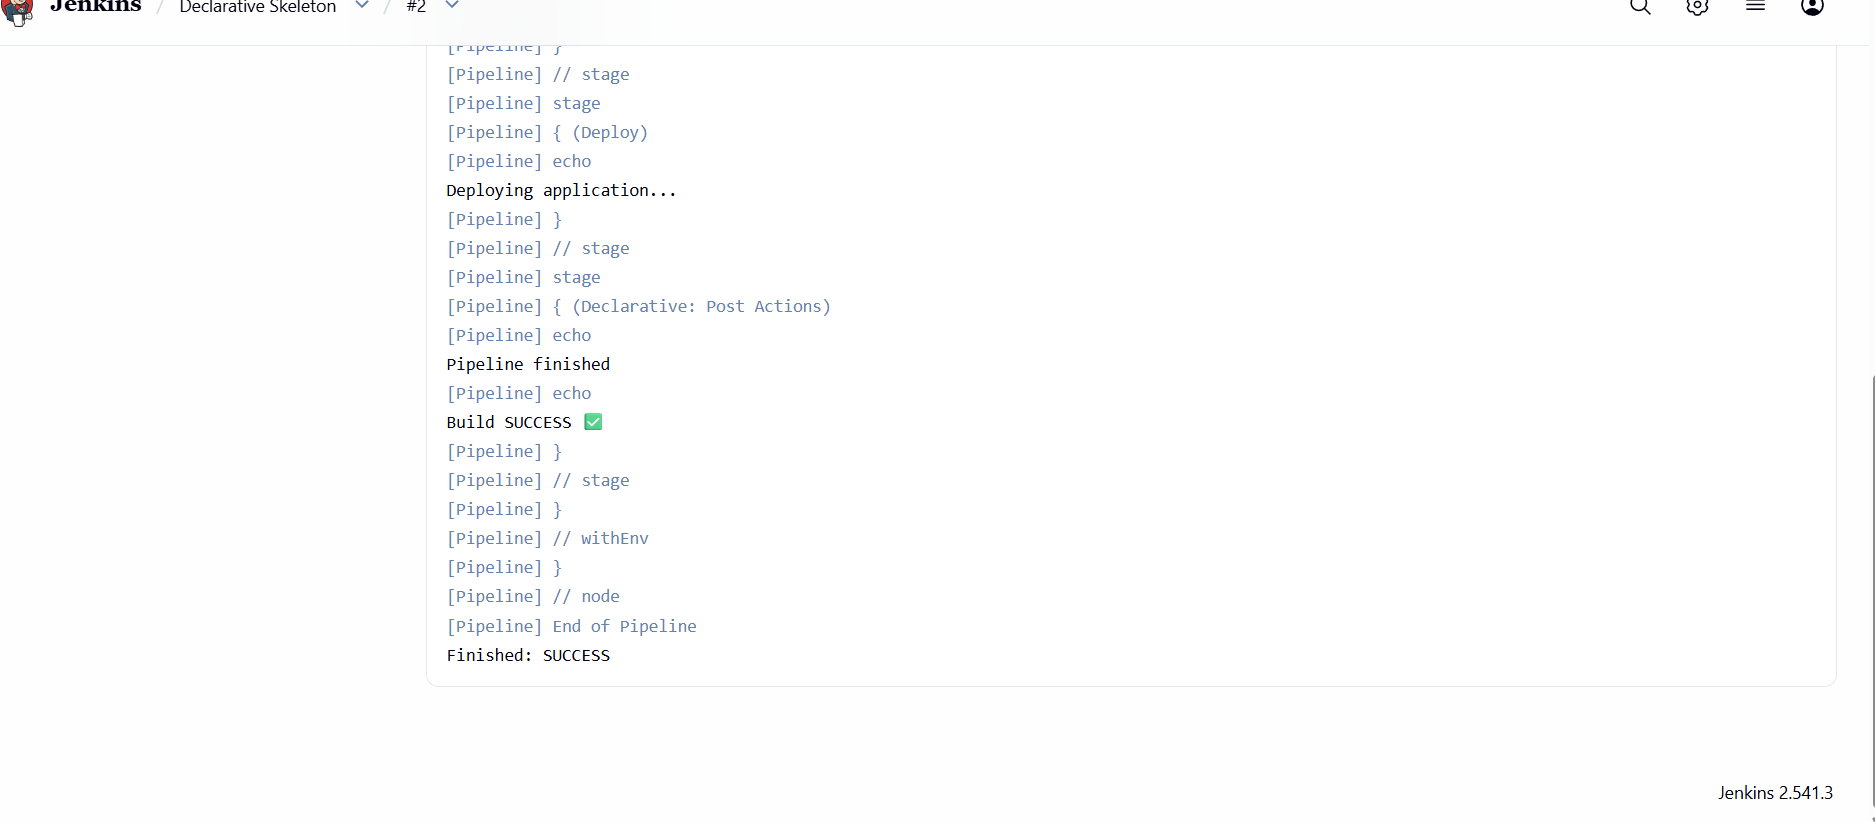 Jenkins / Declarative Skeleton / #2
[Pipeline] }
[Pipeline] // stage
[Pipeline] stage
[Pipeline] { (Deploy)
[Pipeline] echo
Deploying application...
[Pipeline] }
[Pipeline] // stage
[Pipeline] stage
[Pipeline] { (Declarative: Post Actions)
[Pipeline] echo
Pipeline finished
[Pipeline] echo
Build SUCCESS ✅
[Pipeline] }
[Pipeline] // stage
[Pipeline] }
[Pipeline] // withEnv
[Pipeline] }
[Pipeline] // node
[Pipeline] End of Pipeline
Finished: SUCCESS
Jenkins 2.541.3